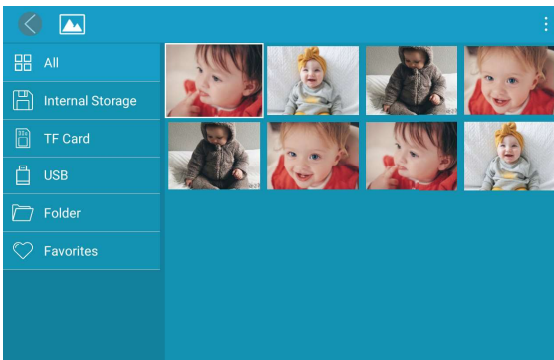 All
Internal Storage
TF Card
USB
Folder
Favorites